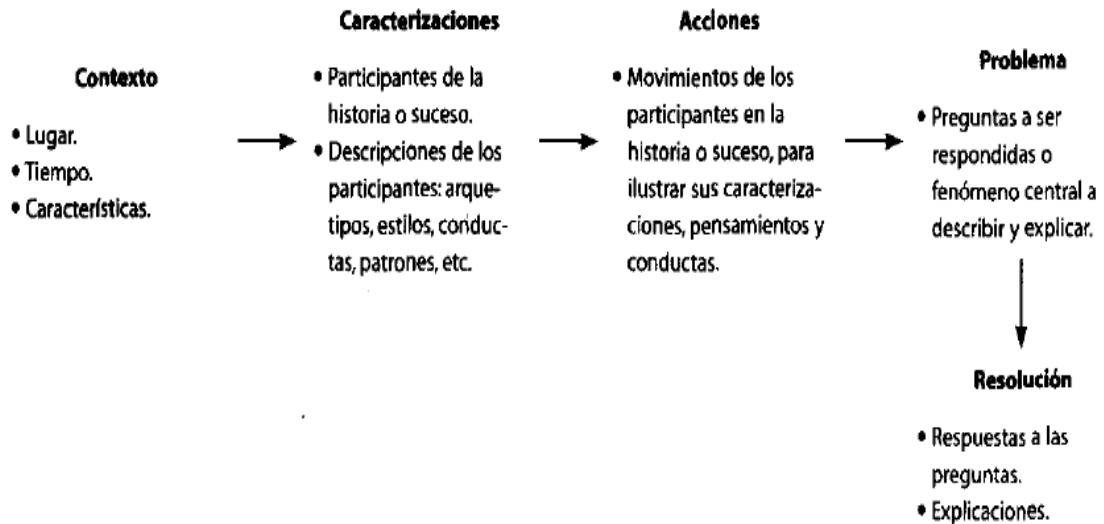 Contexto
• Lugar.
• Tiempo.
• Características.
Caracterizaciones
• Participantes de la
historia o suceso.
• Descripciones de los
participantes: arque-
tipos, estilos, conduc-
tas, patrones, etc.
Acciones
• Movimientos de los
participantes en la
historia o suceso, para
ilustrar sus caracteriza-
ciones, pensamientos y
conductas.
Problema
• Preguntas a ser
respondidas o
fenómeno central a
describir y explicar.
Resolución
• Respuestas a las
preguntas.
• Explicaciones.